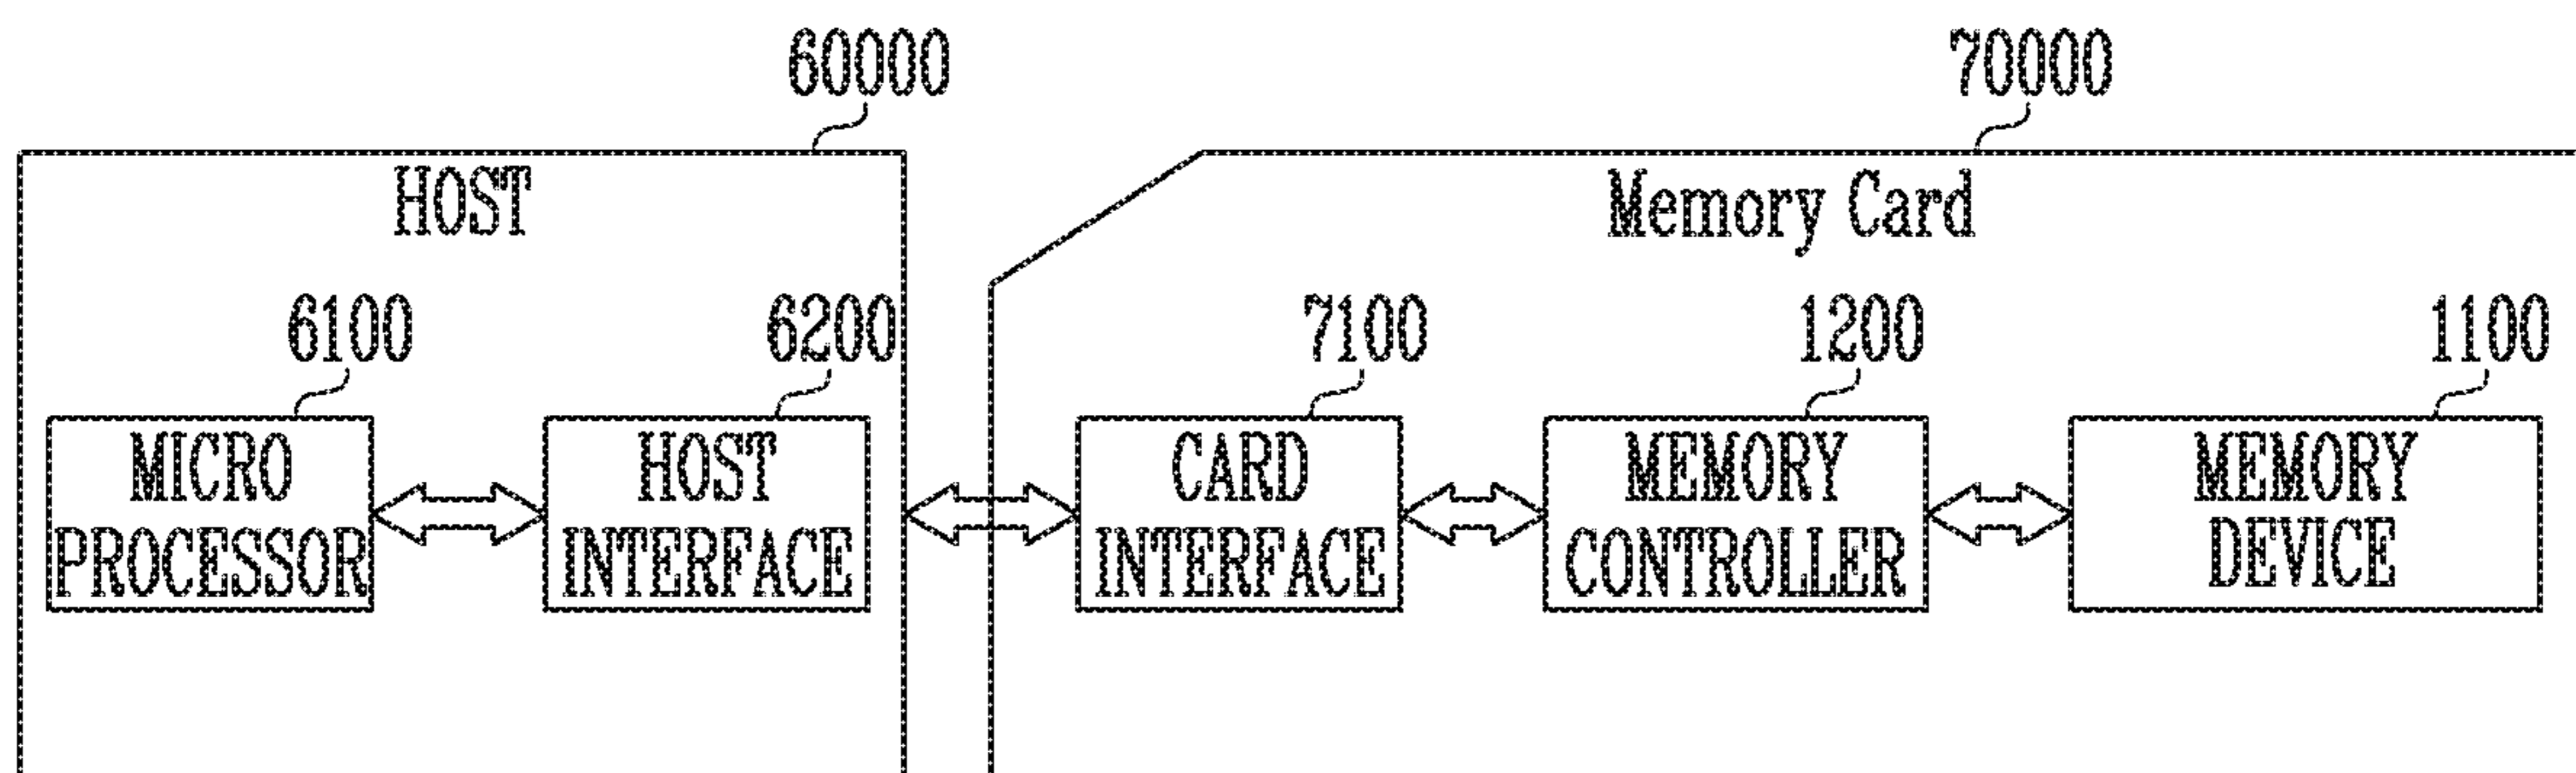 60000
70000
HOST
Memory Card
6100
6200
7100
1200
1100
MICRO
PROCESSOR
HOST
INTERFACE
CARD
INTERFACE
MEMORY
CONTROLLER
MEMORY
DEVICE